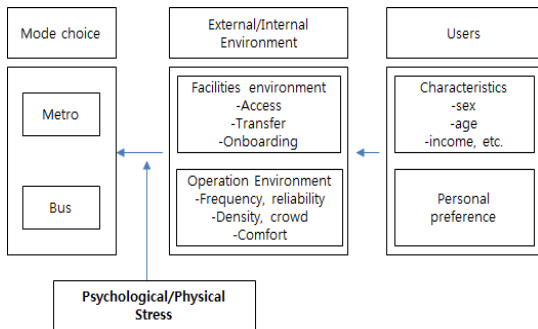 Mode choice
External/Internal
Environment
Users
Metro
Bus
Facilities environment
-Access
-Transfer
-Onboarding
Operation Environment
-Frequency, reliability
-Density, crowd
-Comfort
Characteristics
-sex
-age
-income, etc.
Personal
preference
Psychological/Physical
Stress